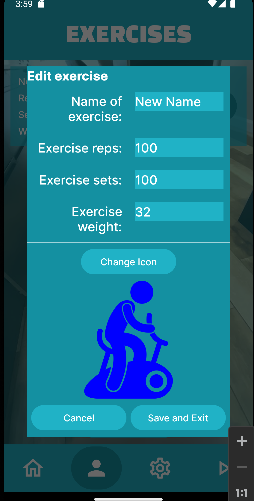 3:59
EXERCISES
Edit exercise
Name of
exercise:
New Name
Exercise reps:
100
Exercise sets:
100
Exercise
weight:
32
Change Icon
Cancel
Save and Exit
1:1